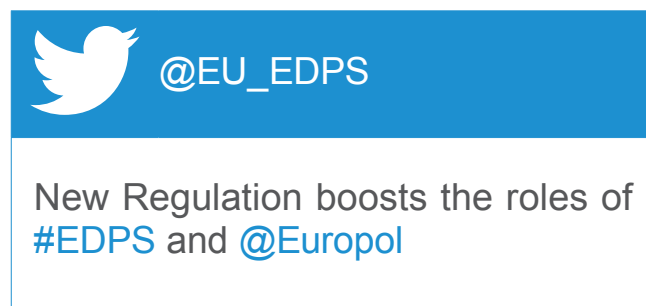 @EU_EDPS
New Regulation boosts the roles of
#EDPS and @Europol